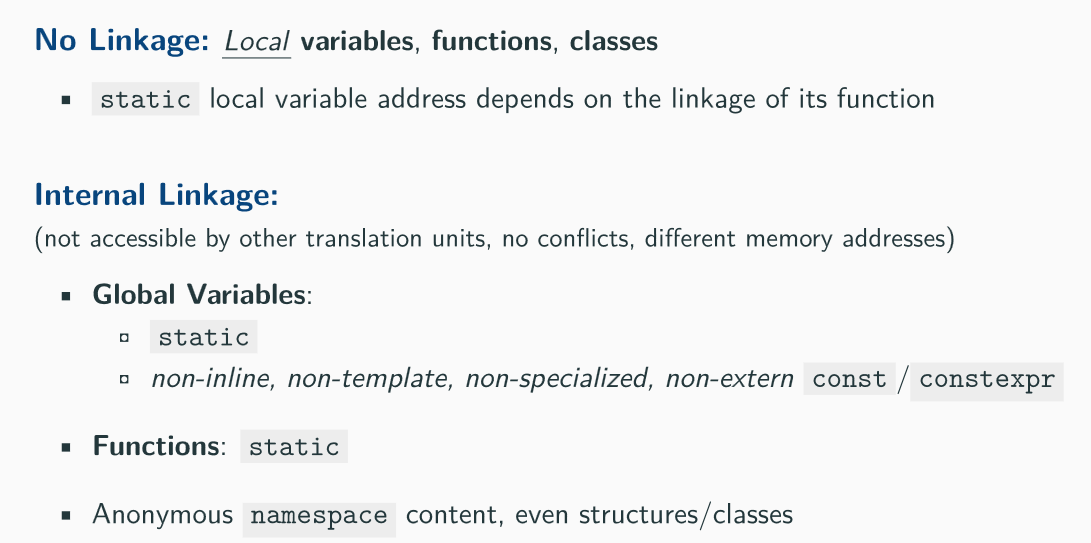 No Linkage: Local variables, functions, classes
▪ static local variable address depends on the linkage of its function
Internal Linkage:
(not accessible by other translation units, no conflicts, different memory addresses)
▪ Global Variables:
▫ static
▫ non-inline, non-template, non-specialized, non-extern const/constexpr
▪ Functions: static
▪ Anonymous namespace content, even structures/classes